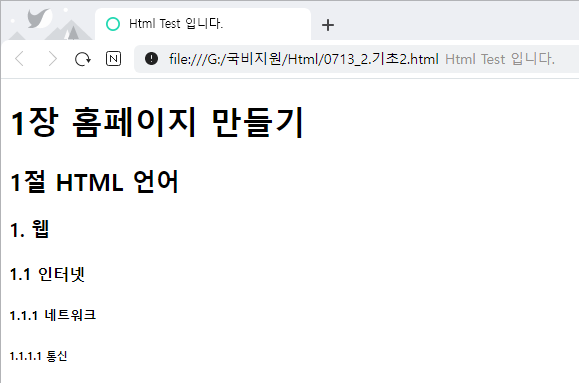 Html Test 입니다.
N file:///G:/국비지원/Html/0713_2.기초2.html Html Test 입니다.
1장 홈페이지 만들기
1절 HTML 언어
1. 웹
1.1 인터넷
1.1.1 네트워크
1.1.1.1 통신